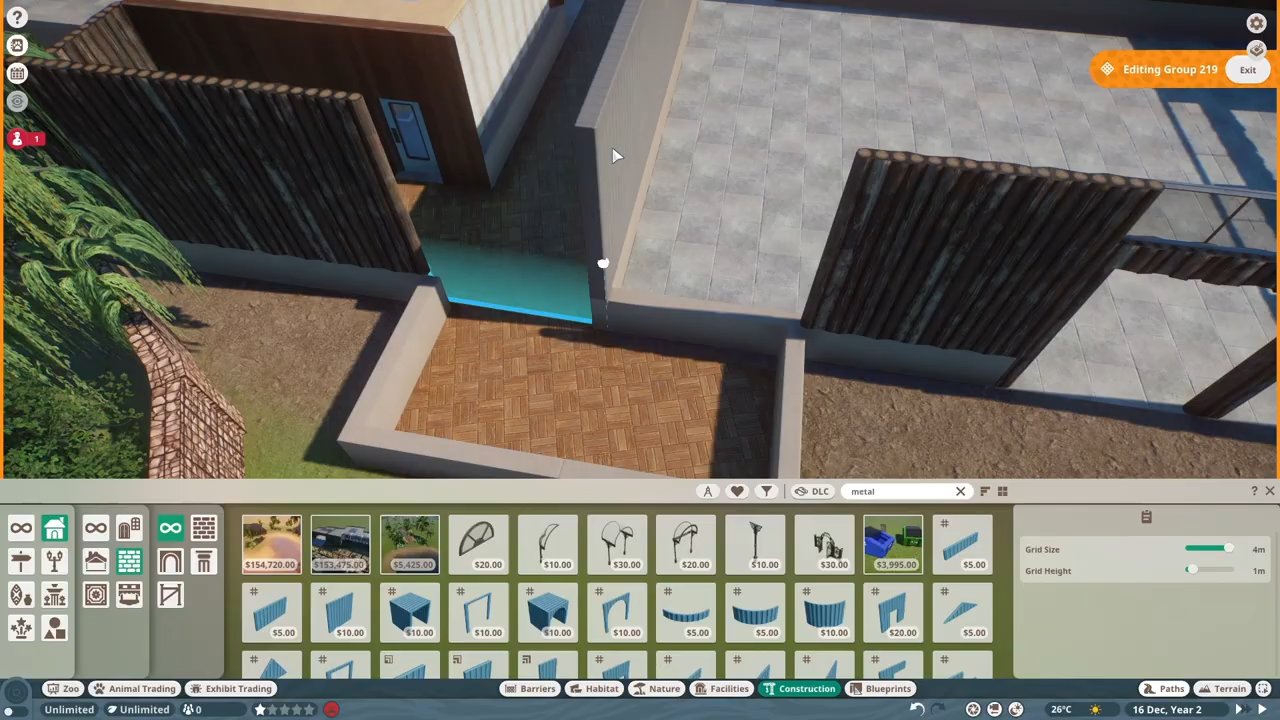 ?
Editing Group 219
Exit
1
DLC
metal
?
$154,720.00
$153,475.00
$5,425.00
$20.00
$10.00
$30.00
$20.00
$10.00
$30.00
$3,995.00
$5.00
Grid Size
4m
Grid Height
1m
$5.00
$10.00
$10.00
$10.00
$10.00
$10.00
$5.00
$5.00
$10.00
$20.00
$5.00
Zoo
Animal Trading
Exhibit Trading
Barriers
Habitat
Nature
Facilities
Construction
Blueprints
Paths
Terrain
Unlimited
Unlimited
0
26°C
16 Dec, Year 2